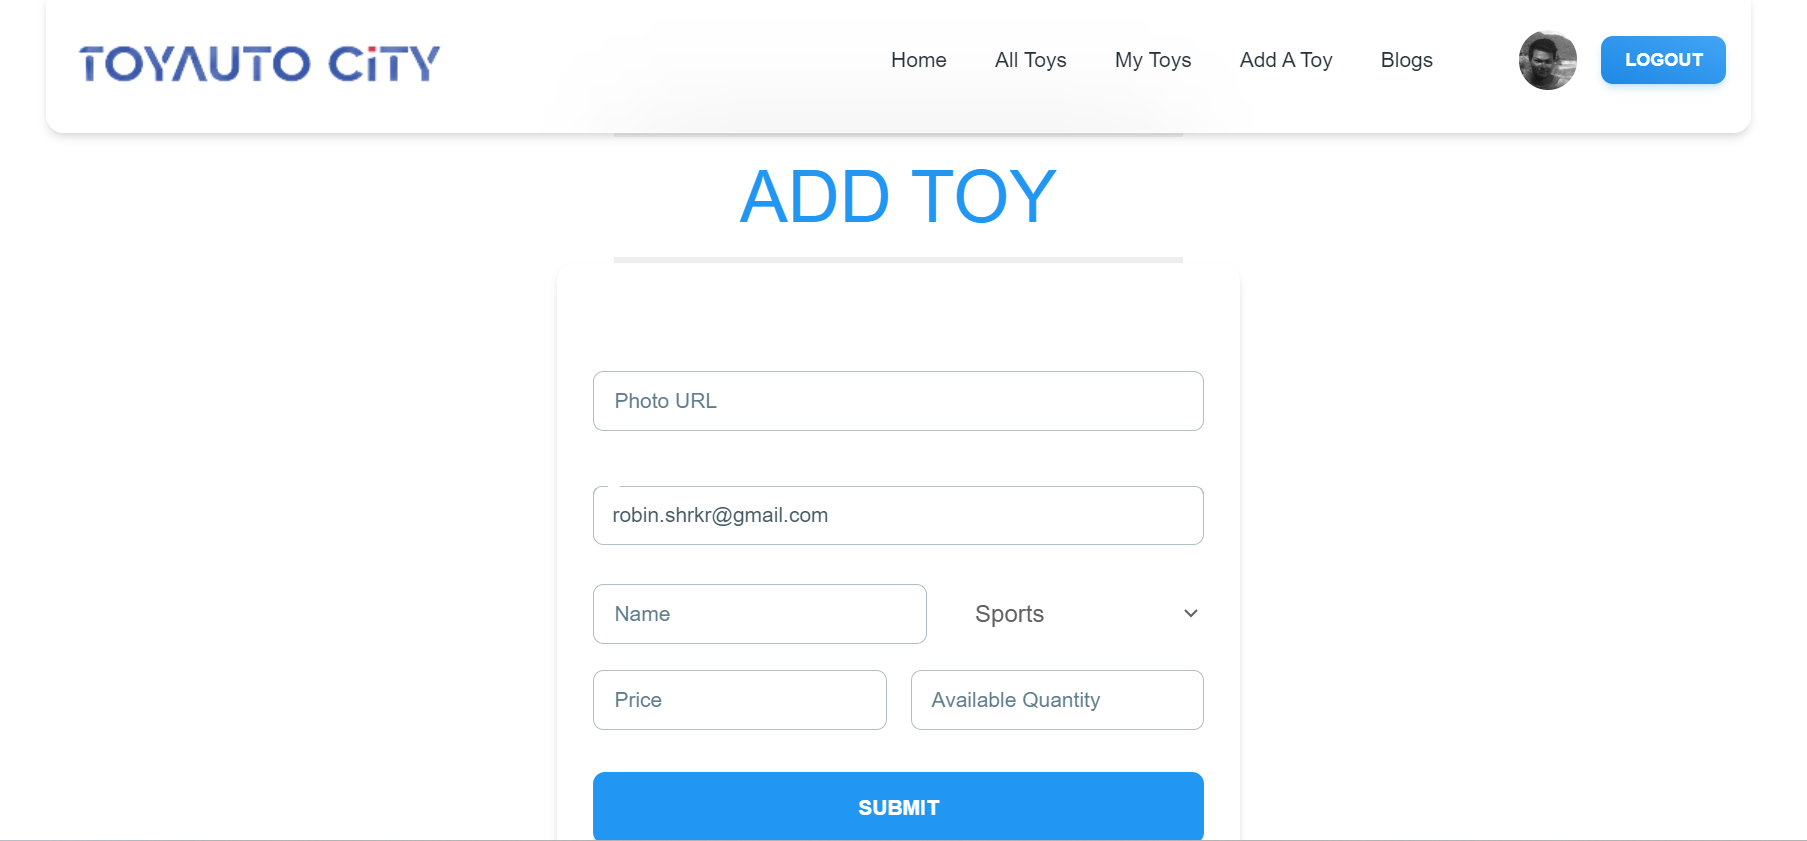 TOYAUTO CiTY Home All Toys My Toys Add A Toy Blogs LOGOUT
ADD TOY
Photo URL
robin.shrkr@gmail.com
Name Sports
Price Available Quantity
SUBMIT